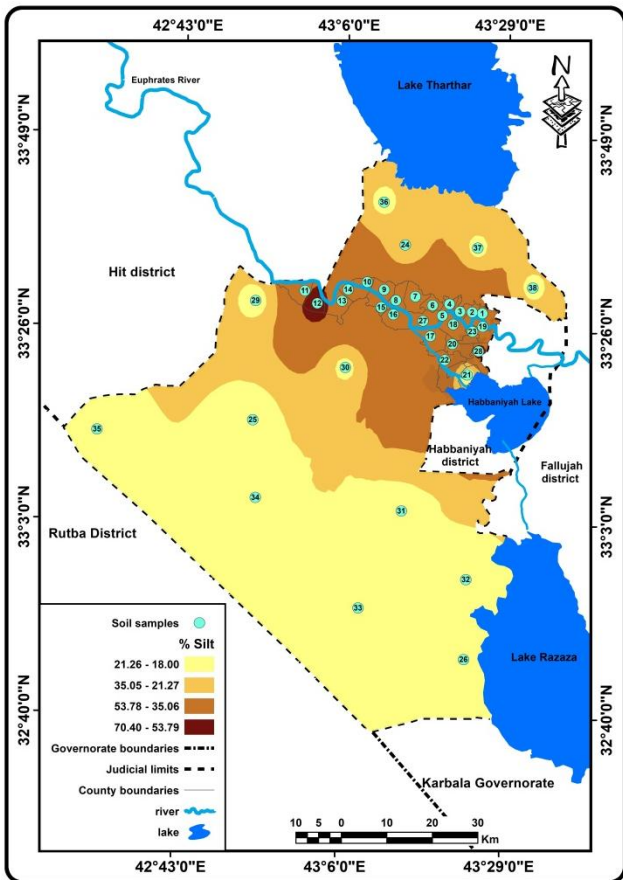 42°43'0"N
43°6'0"N
43°29'0"N
Euphrates River
Lake Tharthar
N
33°49'0"N
33°49'0"N
36
24
37
Hit district
38
29
11
12
14
13
10
9
15
8
16
7
27
17
6
5
4
3
2
1
18
23
19
20
28
22
21
33°26'0"N
33°26'0"N
30
Habbaniyah Lake
25
35
Habbaniyah
district
Fallujah
district
34
31
33°3'0"N
33°3'0"N
Rutba District
32
33
Lake Razaza
26
Soil samples
% Silt
21.26 - 18.00
35.05 - 21.27
53.78 - 35.06
70.40 - 53.79
Governorate boundaries
Judicial limits
County boundaries
river
lake
32°40'0"N
32°40'0"N
Karbala Governorate
10 5 0 10 20 30
Km
42°43'0"N
43°6'0"N
43°29'0"N